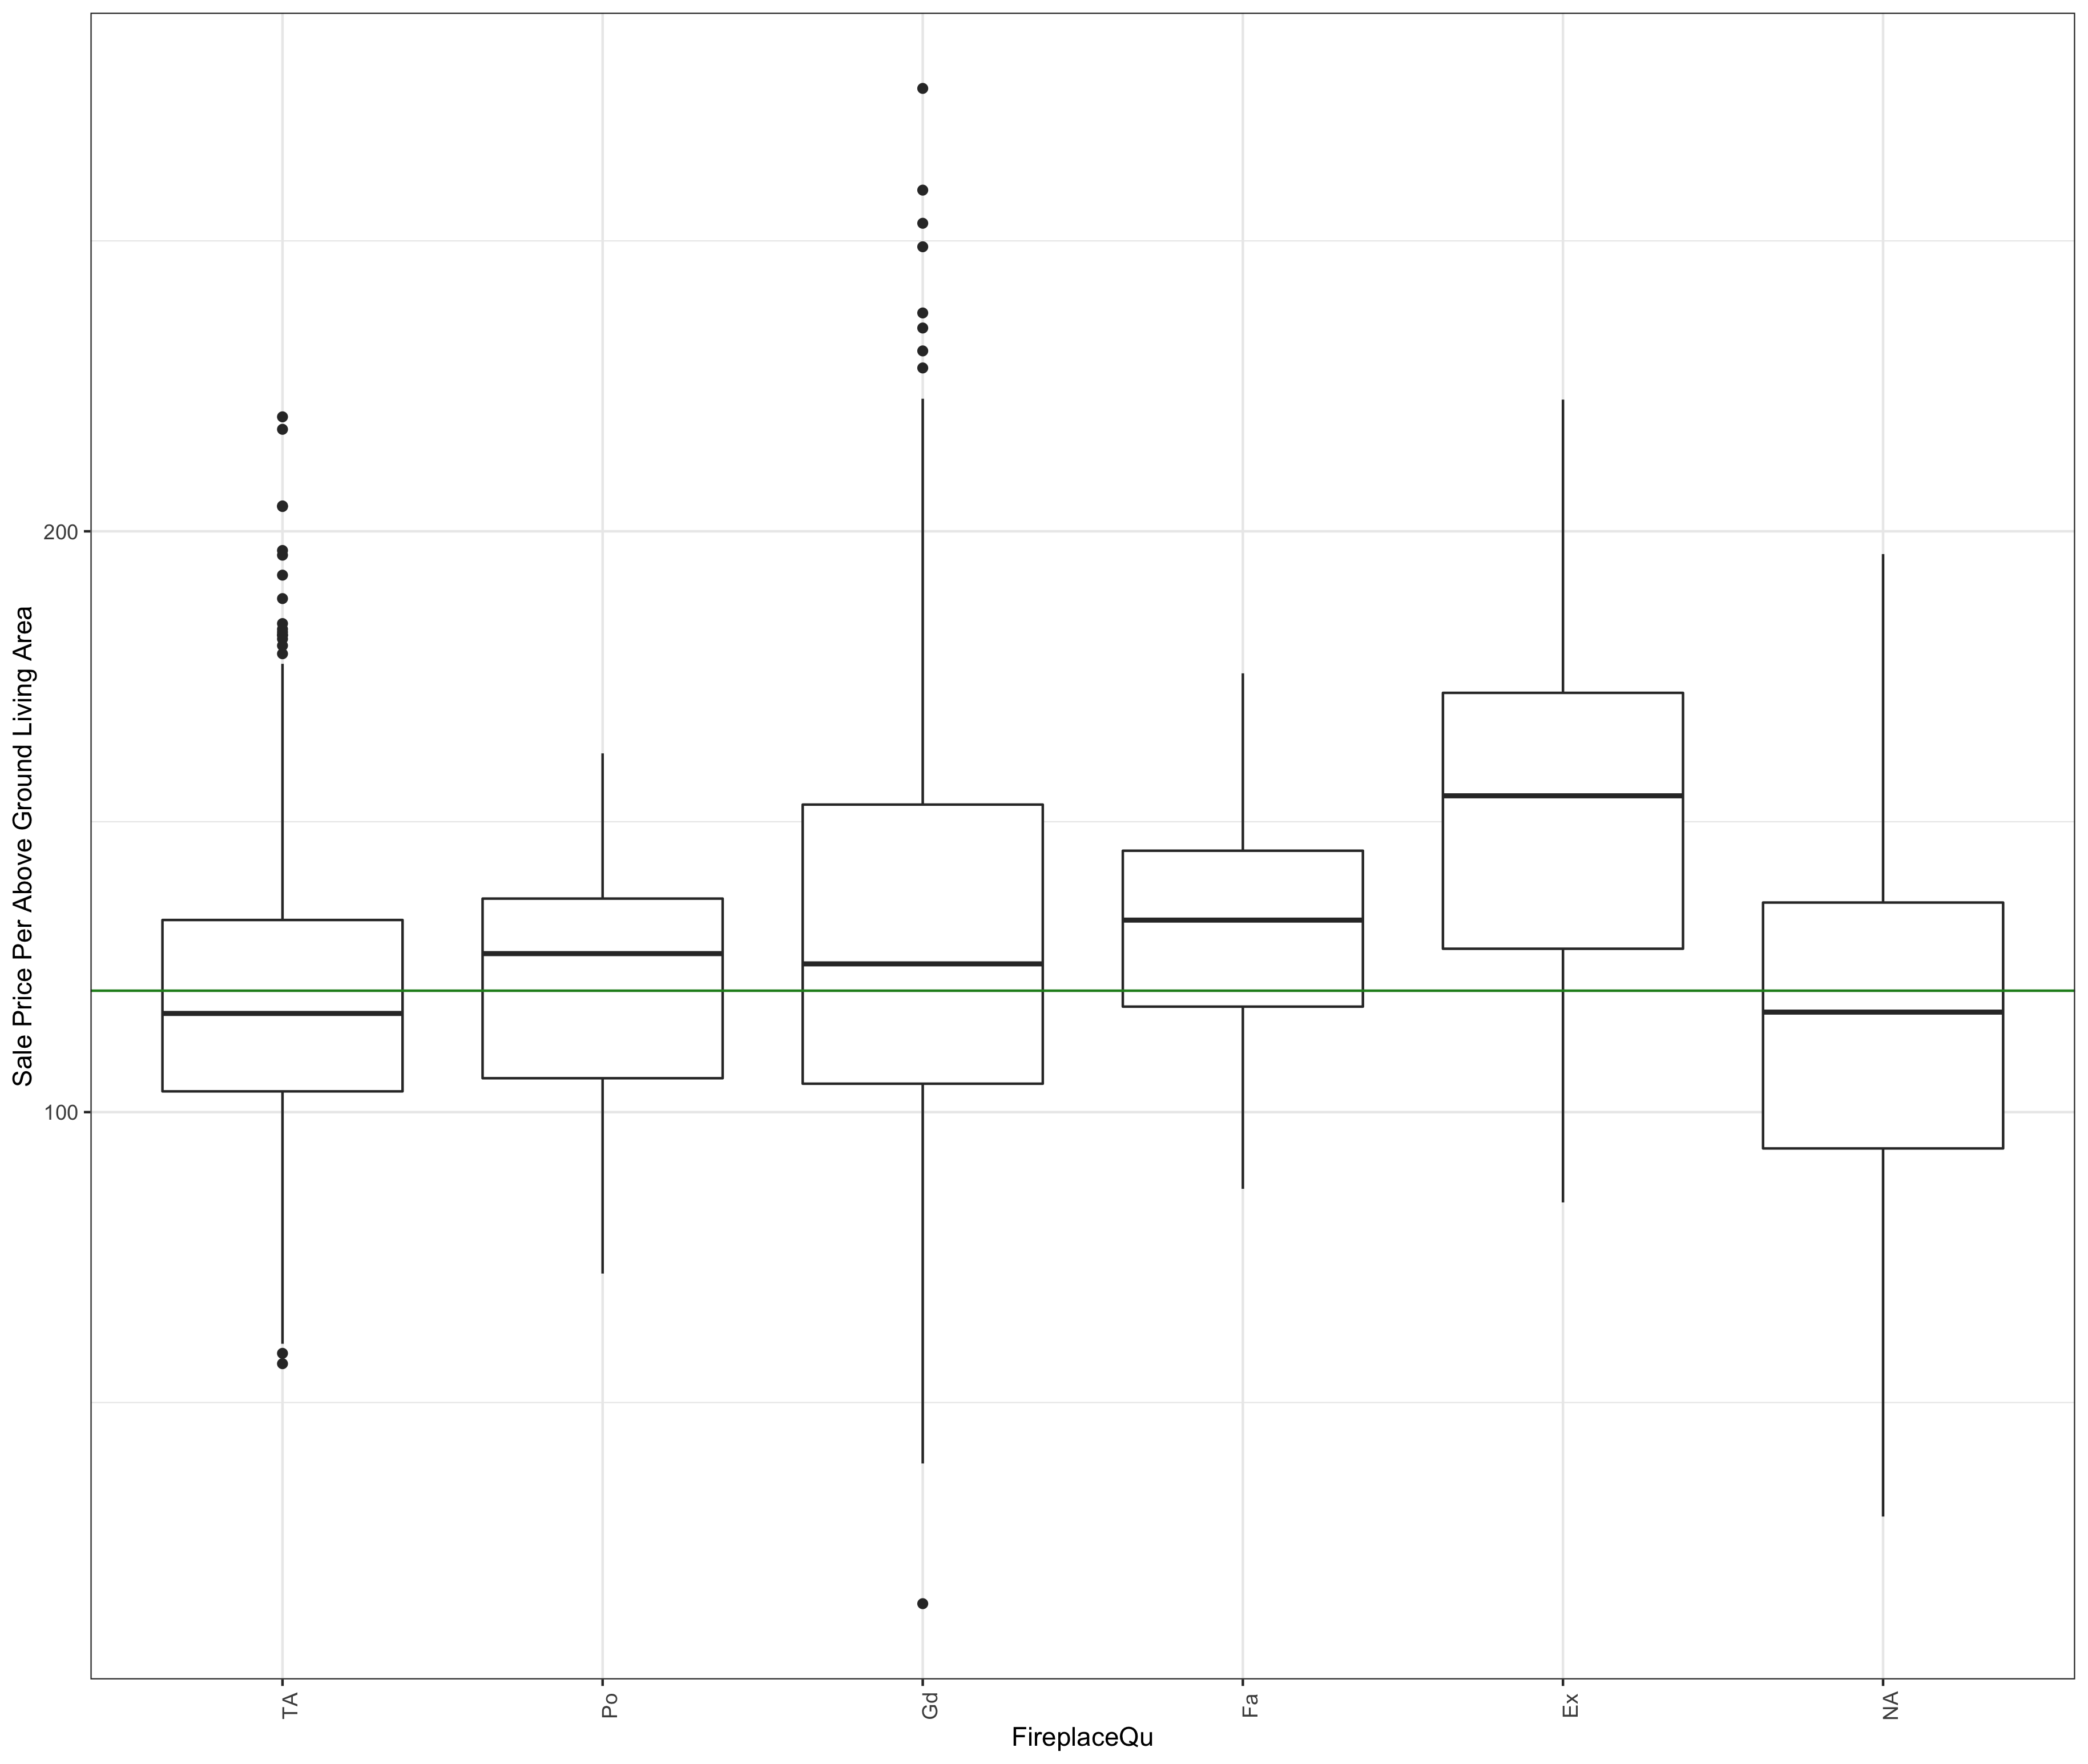 Sale Price Per Above Ground Living Area
200
100
TA
Po
Gd
Fa
Ex
NA
FireplaceQu